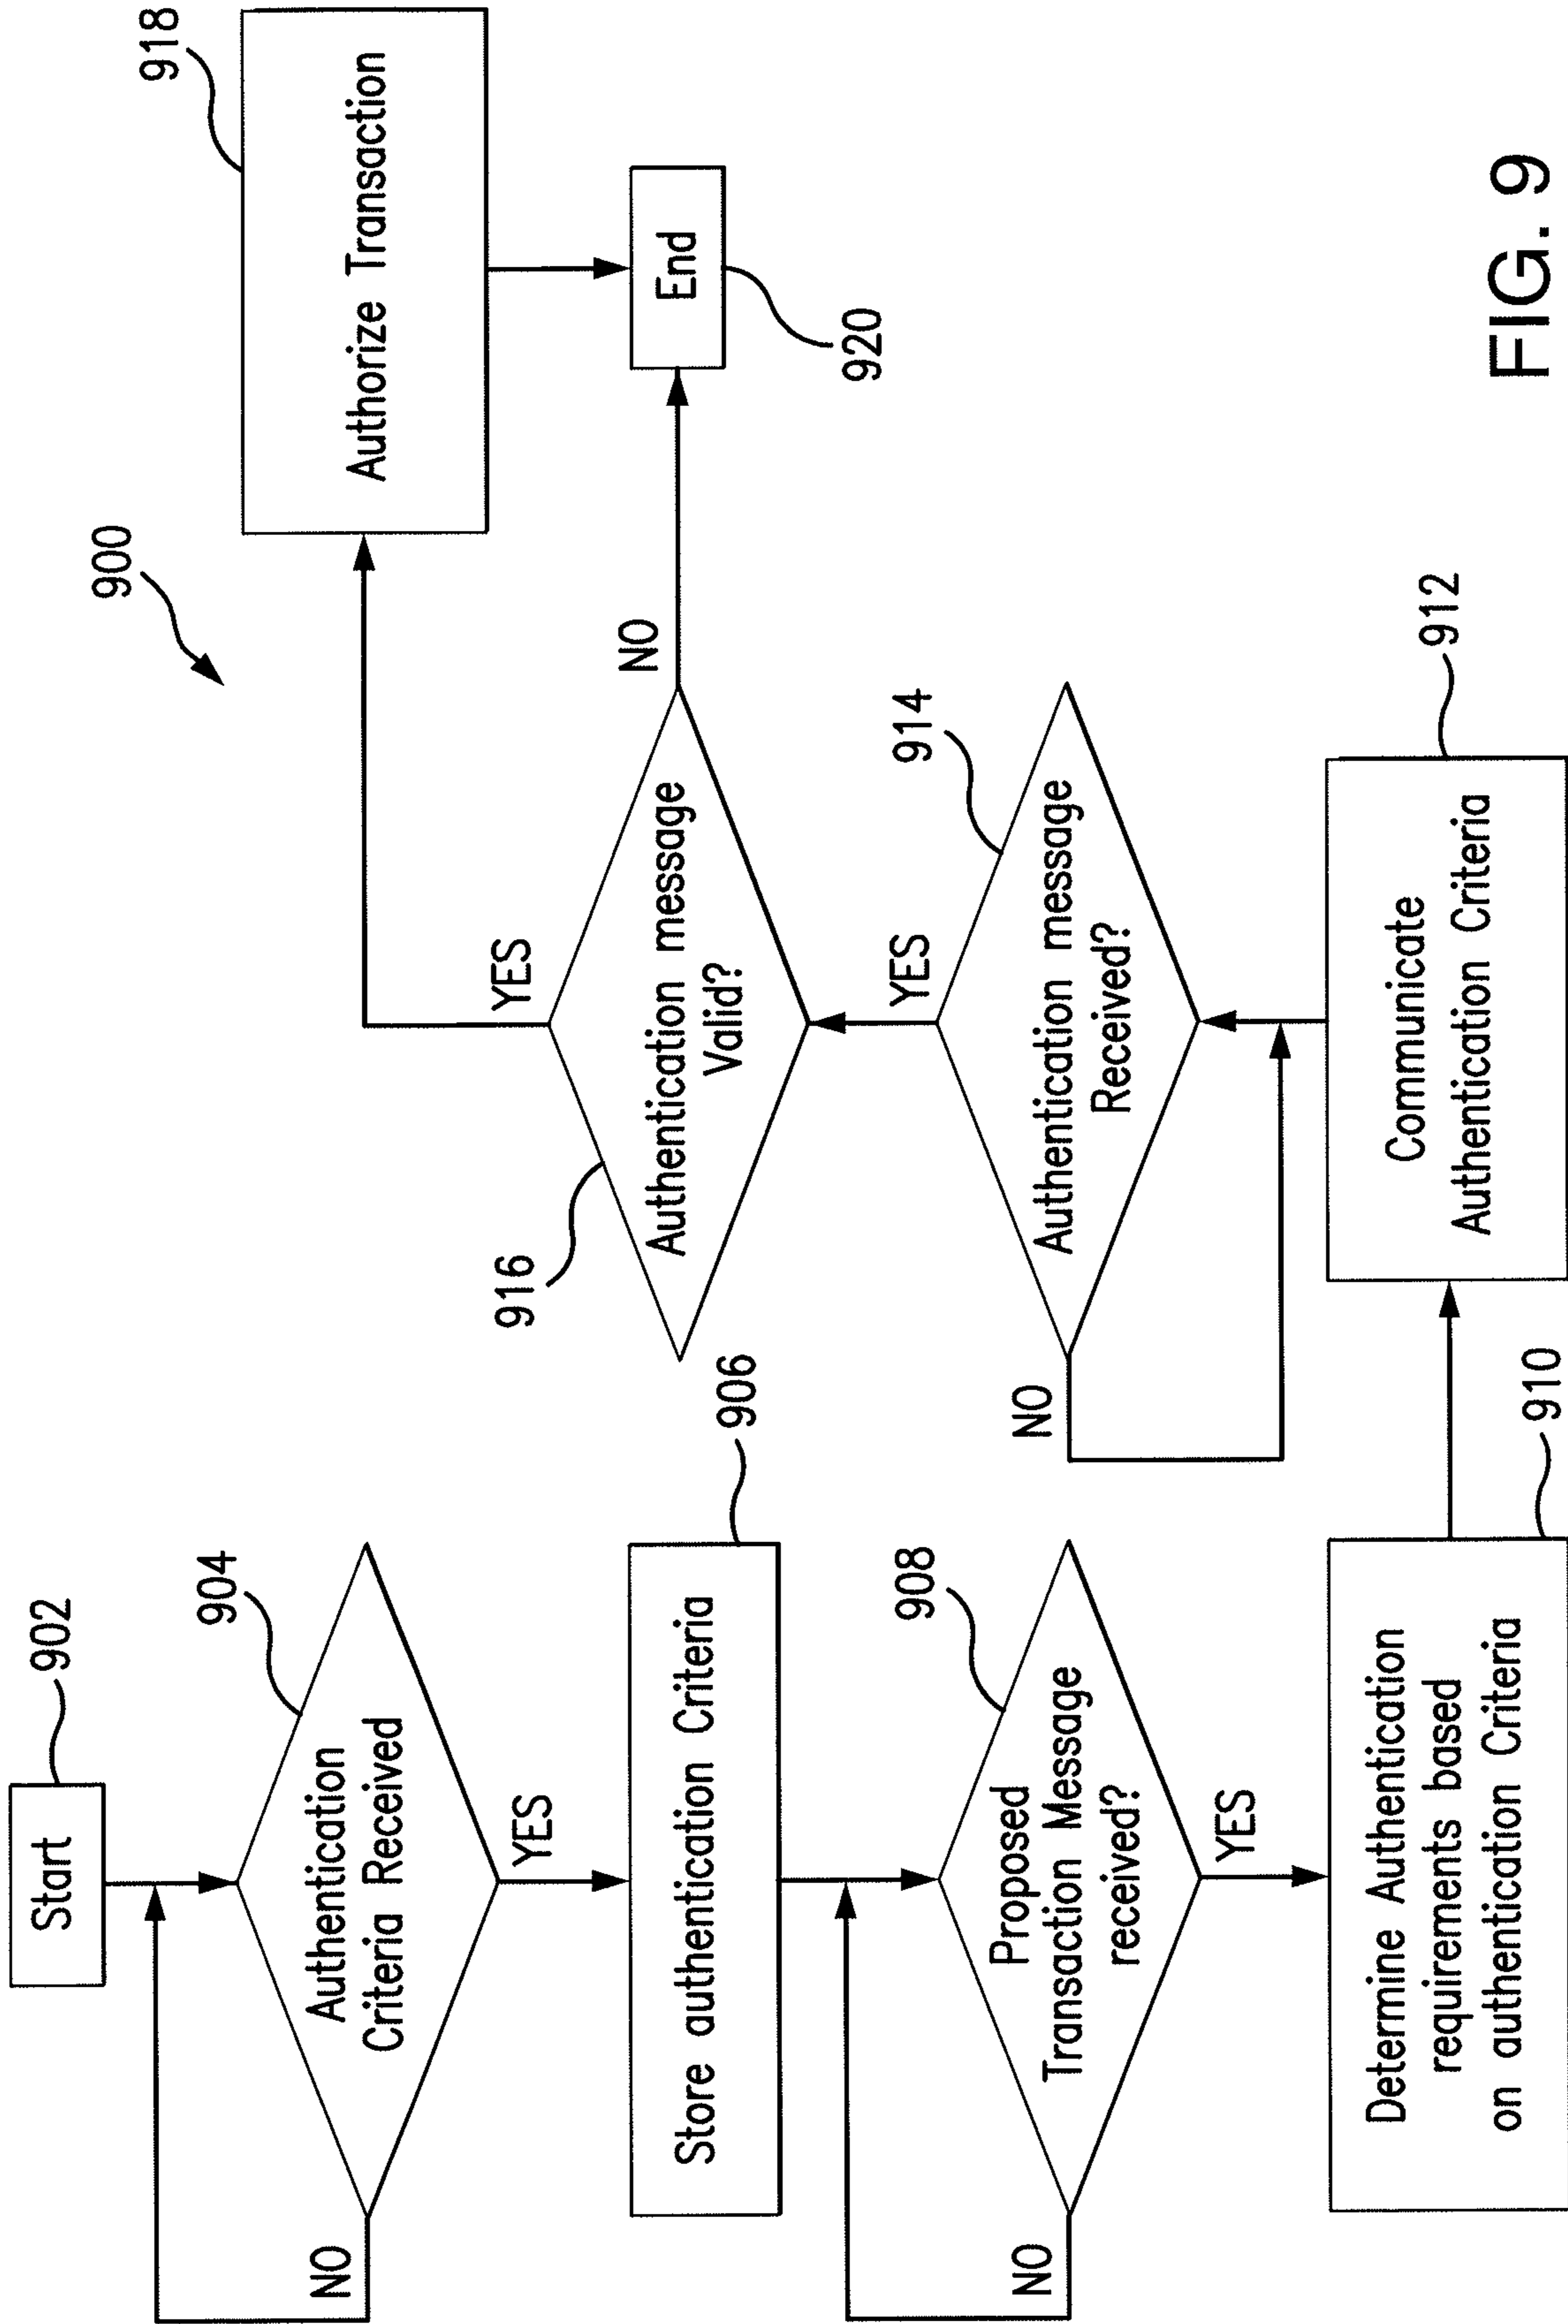 900
Start
902
Authentication
Criteria Received
904
NO
YES
Store authentication Criteria
906
Proposed
Transaction Message
received?
908
NO
YES
Determine Authentication
requirements based
on authentication Criteria
910
Communicate
Authentication Criteria
912
Authentication message
Received?
914
NO
YES
Authentication message
Valid?
916
YES
NO
Authorize Transaction
918
End
920
FIG. 9